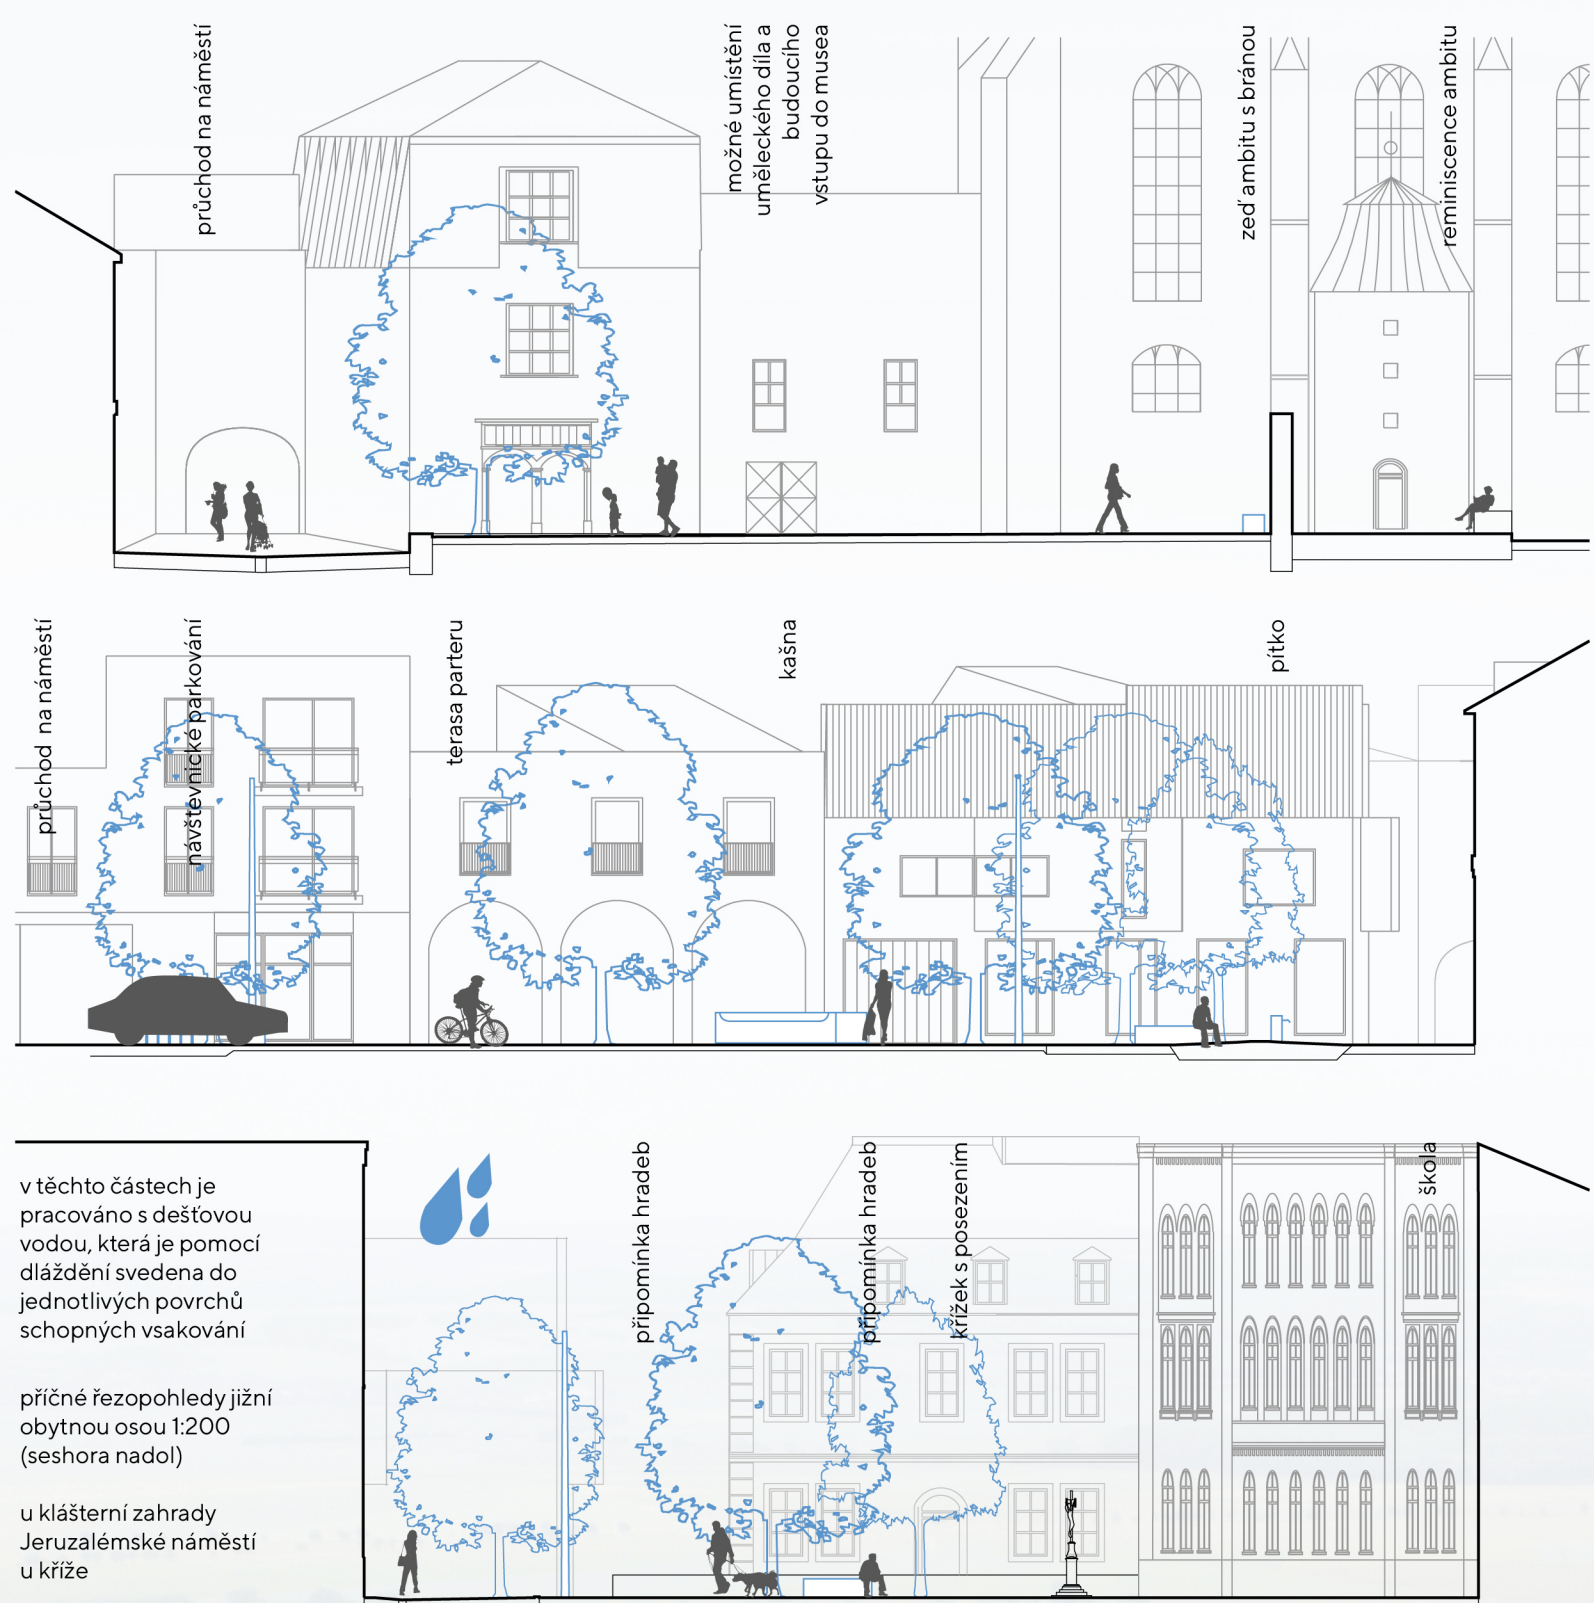 průchod na náměstí
možné umístění
uměleckého díla a
budoucího
vstupu do musea
zeď ambitu s bránou
reminiscence ambitu
průchod na náměstí
návštěvnické parkování
terasa parteru
kašna
pítko
v těchto částech je
pracováno s dešťovou
vodou, která je pomocí
dláždění svedena do
jednotlivých povrchů
schopných vsakování
příčné řezopohledy jižní
obytnou osou 1:200
(seshora nadol)
u klášterní zahrady
Jeruzalémské náměstí
u kříže
připomínka hradeb
připomínka hradeb
křížek s posezením
škola